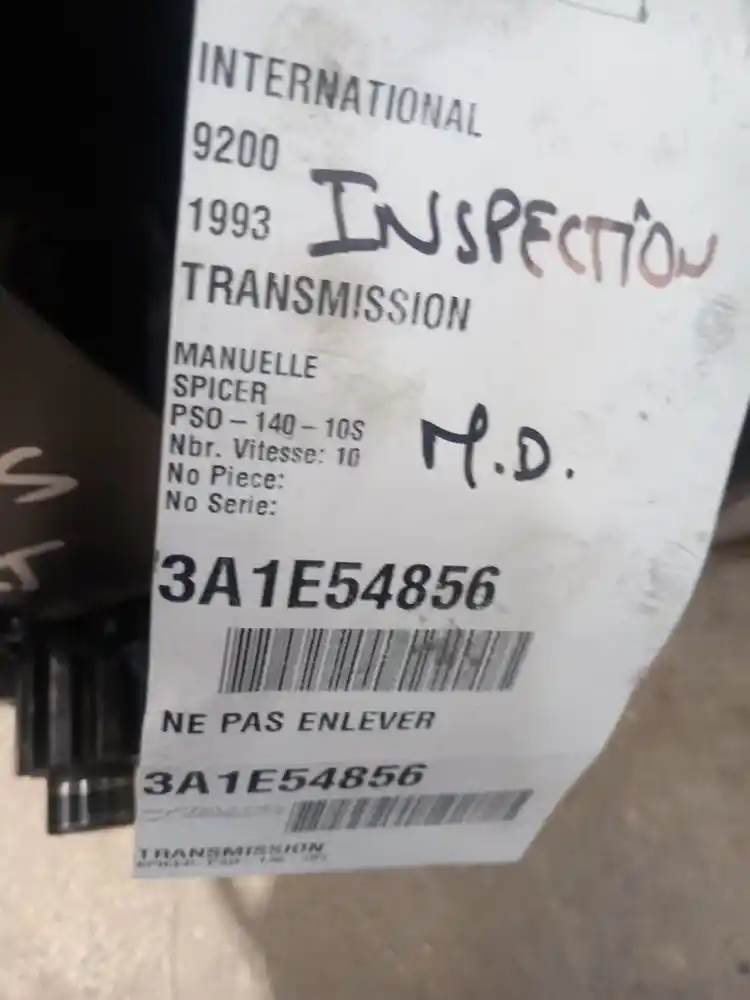 INTERNATIONAL
9200
1993
INSPECTION
TRANSMISSION
MANUELLE
SPICER
PSO-140-10S
Nbr. Vitesse: 10
M.D.
No Piece:
No Serie:
3A1E54856
NE PAS ENLEVER
3A1E54856
TRANSMISSION